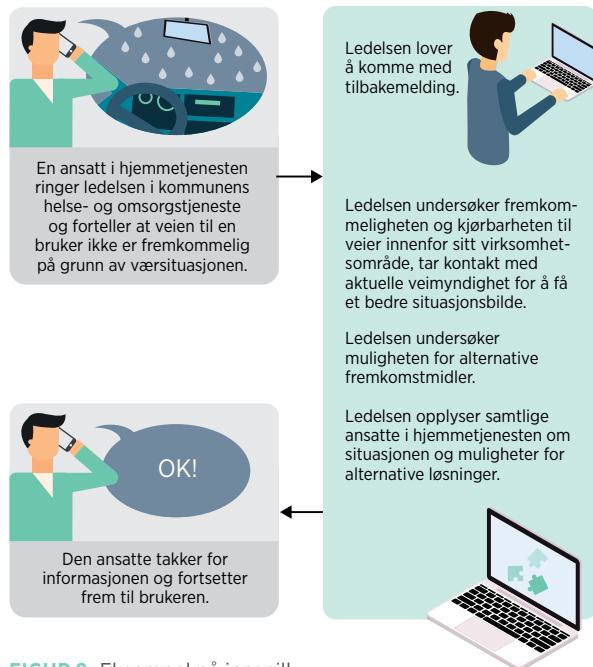 En ansatt i hjemmetjenesten
ringer ledelsen i kommunens
helse- og omsorgstjeneste
og forteller at veien til en
bruker ikke er fremkommelig
på grunn av værsituasjonen.
Ledelsen lover
å komme med
tilbakemelding.
Ledelsen undersøker fremkom-
meligheten og kjørbarheten til
veier innenfor sitt virksomhet-
sområde, tar kontakt med
aktuelle veimyndighet for å få
et bedre situasjonsbilde.
Ledelsen undersøker
muligheten for alternative
fremkomstmidler.
Ledelsen opplyser samtlige
ansatte i hjemmetjenesten om
situasjonen og muligheter for
alternative løsninger.
OK!
Den ansatte takker for
informasjonen og fortsetter
frem til brukeren.